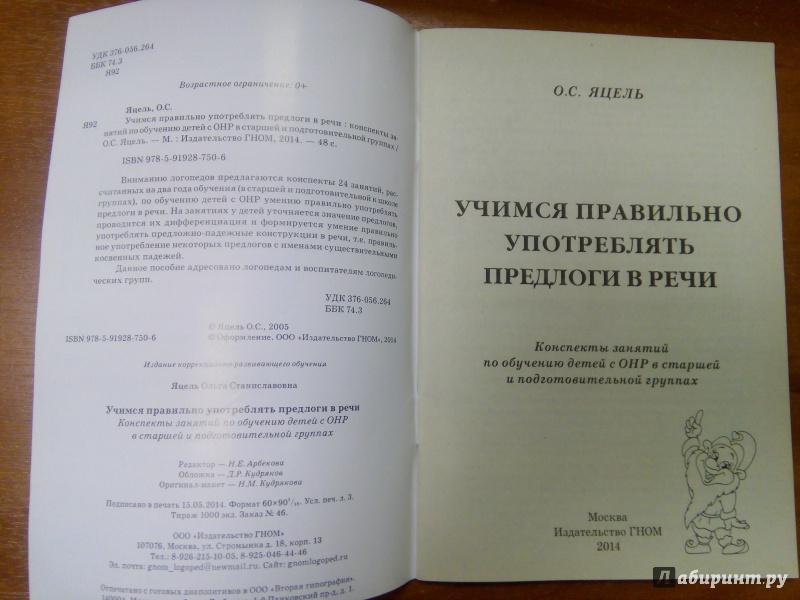 УДК 376-056.264
ББК 74.3
Я92
Возрастное ограничение: 0+
Яцель, О.С.
Я92 Учимся правильно употреблять предлоги в речи : конспекты за-
нятий по обучению детей с ОНР в старшей и подготовительной группах /
О.С. Яцель. — М. : Издательство ГНОМ, 2014. — 48 с.
ISBN 978-5-91928-750-6
Вниманию логопедов предлагаются конспекты 24 занятий, рас-
считанных на два года обучения (в старшей и подготовительной к школе
группах), по обучению детей с ОНР умению правильно употреблять
предлоги в речи. На занятиях у детей уточняется значение предлогов,
проводится их дифференциация и формируется умение правильно
употреблять предложно-падежные конструкции в речи, т.е. правиль-
ное употребление некоторых предлогов с именами существительными
косвенных падежей.
Данное пособие адресовано логопедам и воспитателям логопеди-
ческих групп.
УДК 376-056.264
ББК 74.3
ISBN 978-5-91928-750-6
© Яцель О.С., 2005
© Оформление. ООО «Издательство ГНОМ», 2014
Издание коррекционно-развивающего обучения
Яцель Ольга Станиславовна
Учимся правильно употреблять предлоги в речи
Конспекты занятий по обучению детей с ОНР
в старшей и подготовительной группах
Редактор — Н.Е. Арбекова
Обложка — Д.Р. Кудряков
Оригинал-макет — Н.М. Кудрякова
Подписано в печать 15.05.2014. Формат 60×90 1/16. Усл. печ. л. 3.
Тираж 1000 экз. Заказ № 46.
ООО «Издательство ГНОМ»
107076, Москва, ул. Стромынка д. 18, корп. 13
Тел.: 8-926-215-10-05, 8-925-046-44-46
Эл. почта: gnom_logoped@newmail.ru. Сайт: gnomlogoped.ru
Отпечатано с готовых диапозитивов в ООО «Вторая типография».
О.С. ЯЦЕЛЬ
УЧИМСЯ ПРАВИЛЬНО
УПОТРЕБЛЯТЬ
ПРЕДЛОГИ В РЕЧИ
Конспекты занятий
по обучению детей с ОНР в старшей
и подготовительной группах
Москва
Издательство ГНОМ
2014
Лабиринт.ру